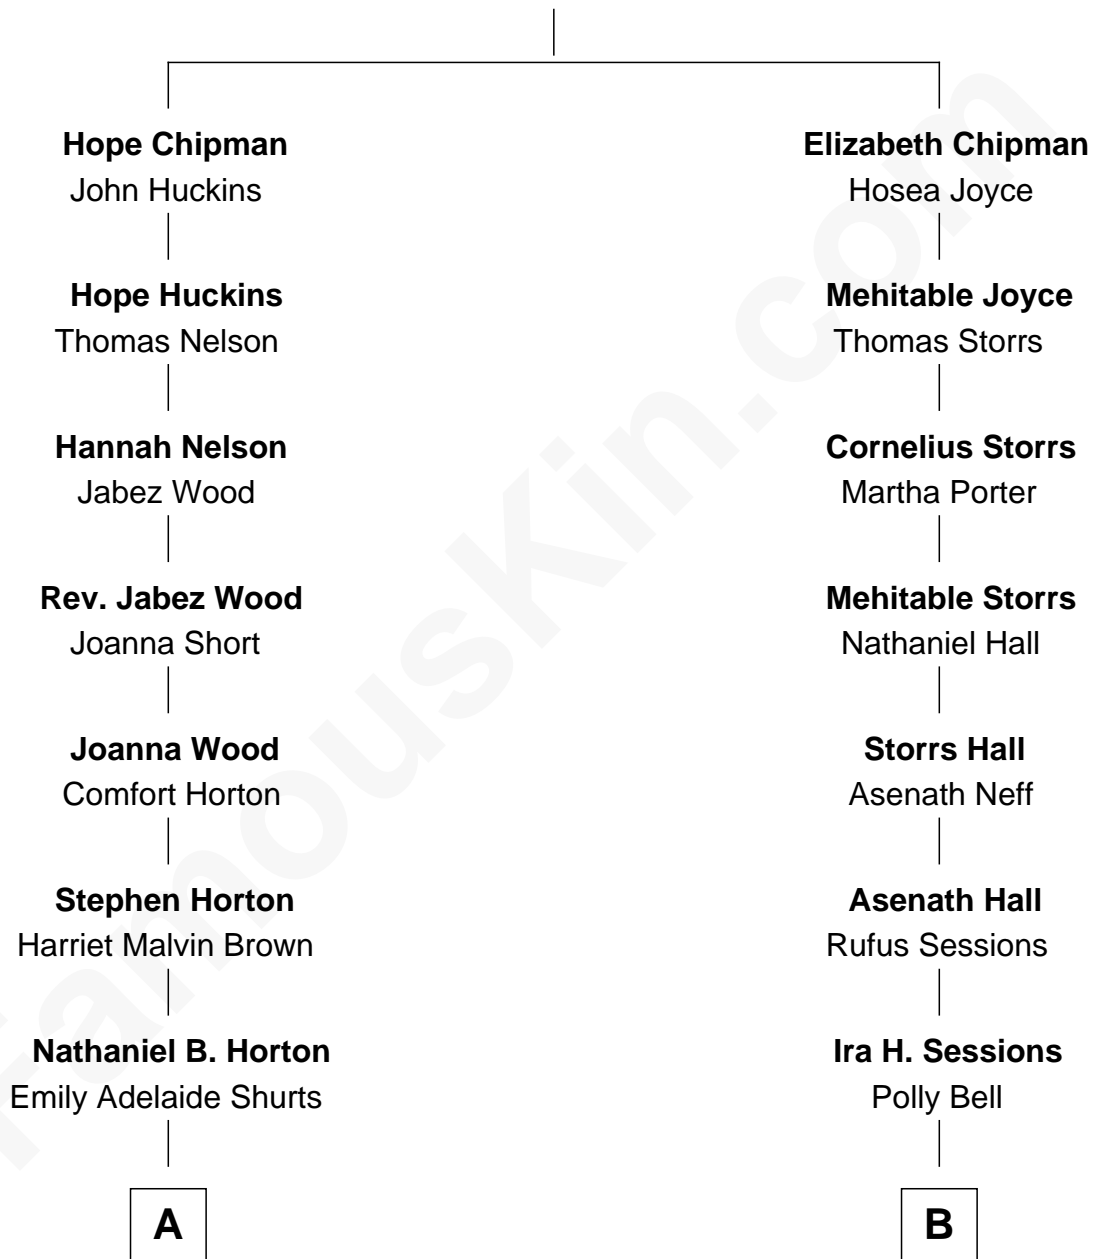 Hope Chipman
John Huckins
Elizabeth Chipman
Hosea Joyce
Hope Huckins
Thomas Nelson
Mehitable Joyce
Thomas Storrs
Hannah Nelson
Jabez Wood
Cornelius Storrs
Martha Porter
Rev. Jabez Wood
Joanna Short
Mehitable Storrs
Nathaniel Hall
Joanna Wood
Comfort Horton
Storrs Hall
Asenath Neff
Stephen Horton
Harriet Malvin Brown
Asenath Hall
Rufus Sessions
Nathaniel B. Horton
Emily Adelaide Shurts
Ira H. Sessions
Polly Bell
A
B
FamousKin.com